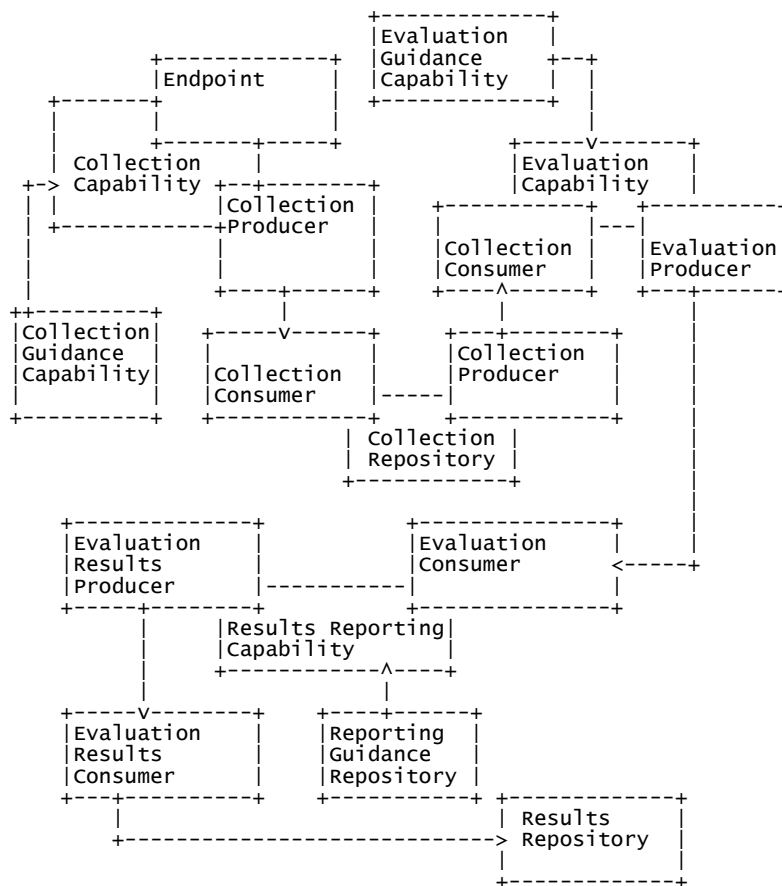 Evaluation
Guidance
Capability
Endpoint
Collection
Capability
Evaluation
Capability
Collection
Producer
Collection
Consumer
Evaluation
Producer
Collection
Guidance
Capability
Collection
Consumer
Collection
Producer
Collection
Repository
Evaluation
Results
Producer
Evaluation
Consumer
Results Reporting
Capability
Evaluation
Results
Consumer
Reporting
Guidance
Repository
Results
Repository